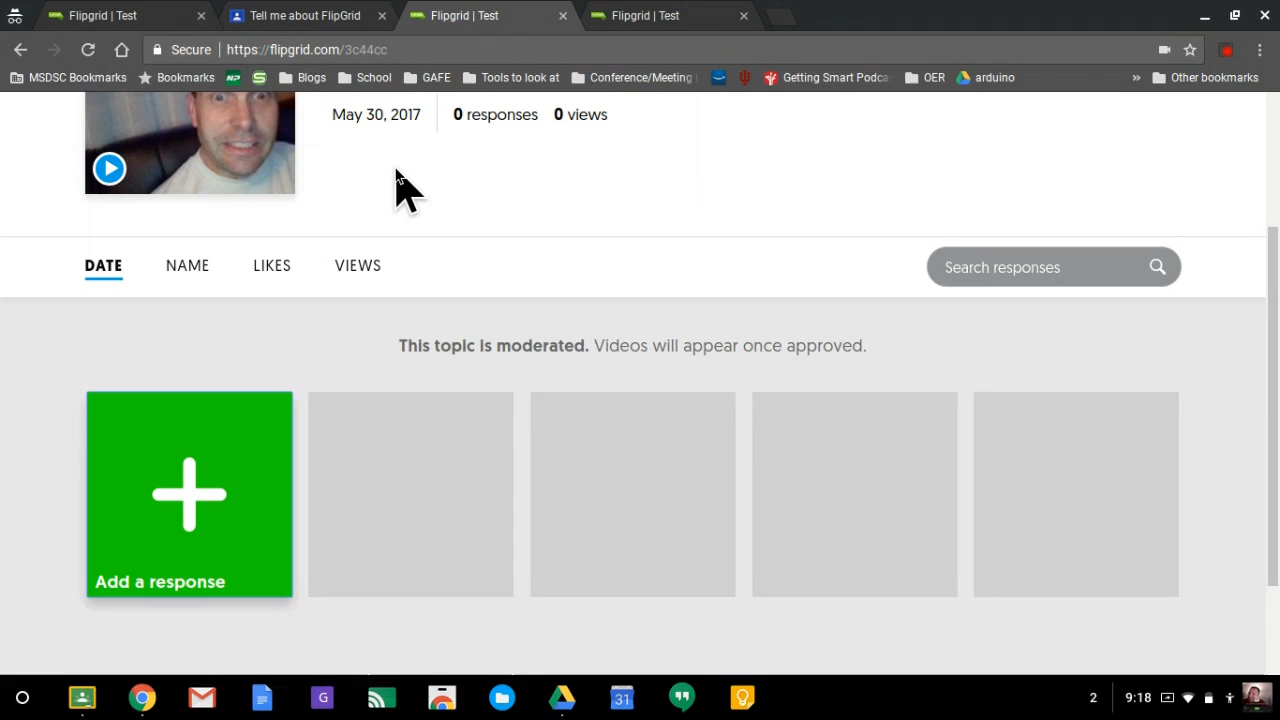 Flipgrid | Test
Tell me about FlipGrid
Flipgrid | Test
Flipgrid | Test
Secure
https://flipgrid.com/3c44cc
MSDSC Bookmarks
Bookmarks
NP
S
Blogs
School
GAFE
Tools to look at
Conference/Meeting
Getting Smart Podca
OER
arduino
»
Other bookmarks
May 30, 2017
0 responses
0 views
DATE
NAME
LIKES
VIEWS
Search responses
This topic is moderated. Videos will appear once approved.
Add a response
G
31
2
9:18